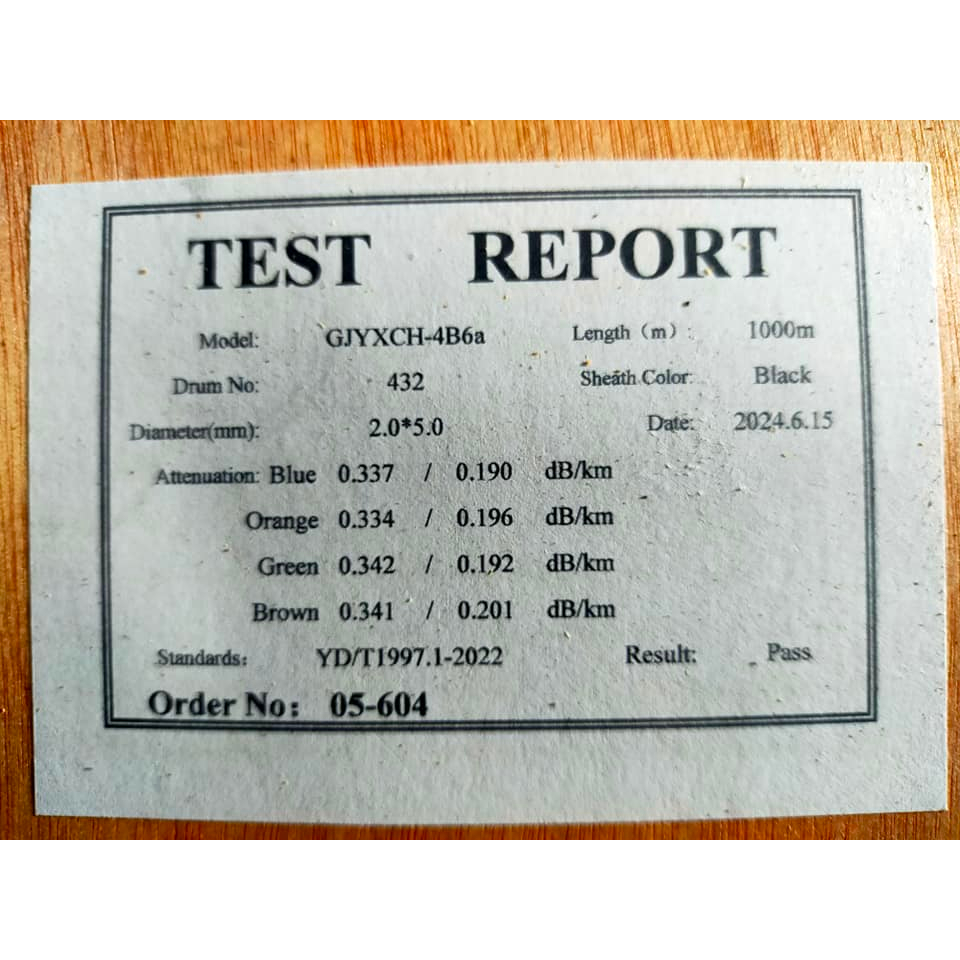 TEST REPORT
Model: GJYXCH-4B6a Length（m）: 1000m
Drum No: 432 Sheath Color: Black
Diameter(mm): 2.0*5.0 Date: 2024.6.15
Attenuation: Blue 0.337 / 0.190 dB/km
Orange 0.334 / 0.196 dB/km
Green 0.342 / 0.192 dB/km
Brown 0.341 / 0.201 dB/km
Standards: YD/T1997.1-2022 Result: Pass
Order No: 05-604